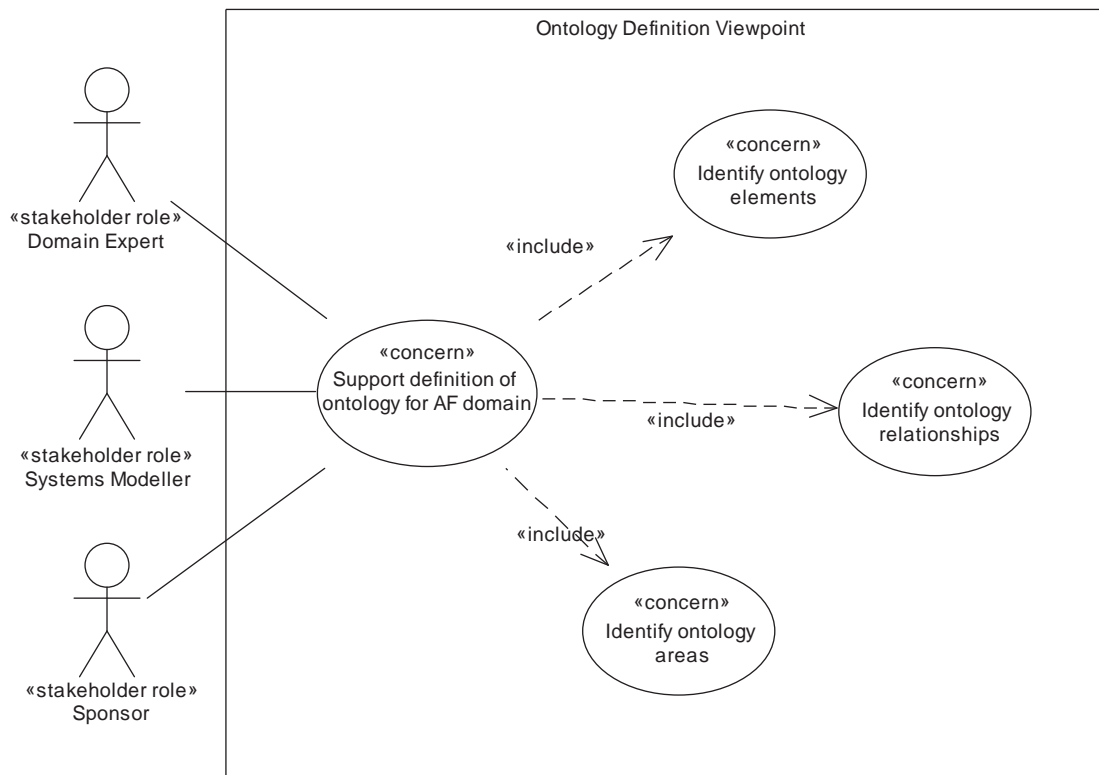 Ontology Definition Viewpoint
«stakeholder role»
Domain Expert
«stakeholder role»
Systems Modeller
«stakeholder role»
Sponsor
«concern»
Support definition of
ontology for AF domain
«include»
«concern»
Identify ontology
elements
«include»
«concern»
Identify ontology
relationships
«include»
«concern»
Identify ontology
areas